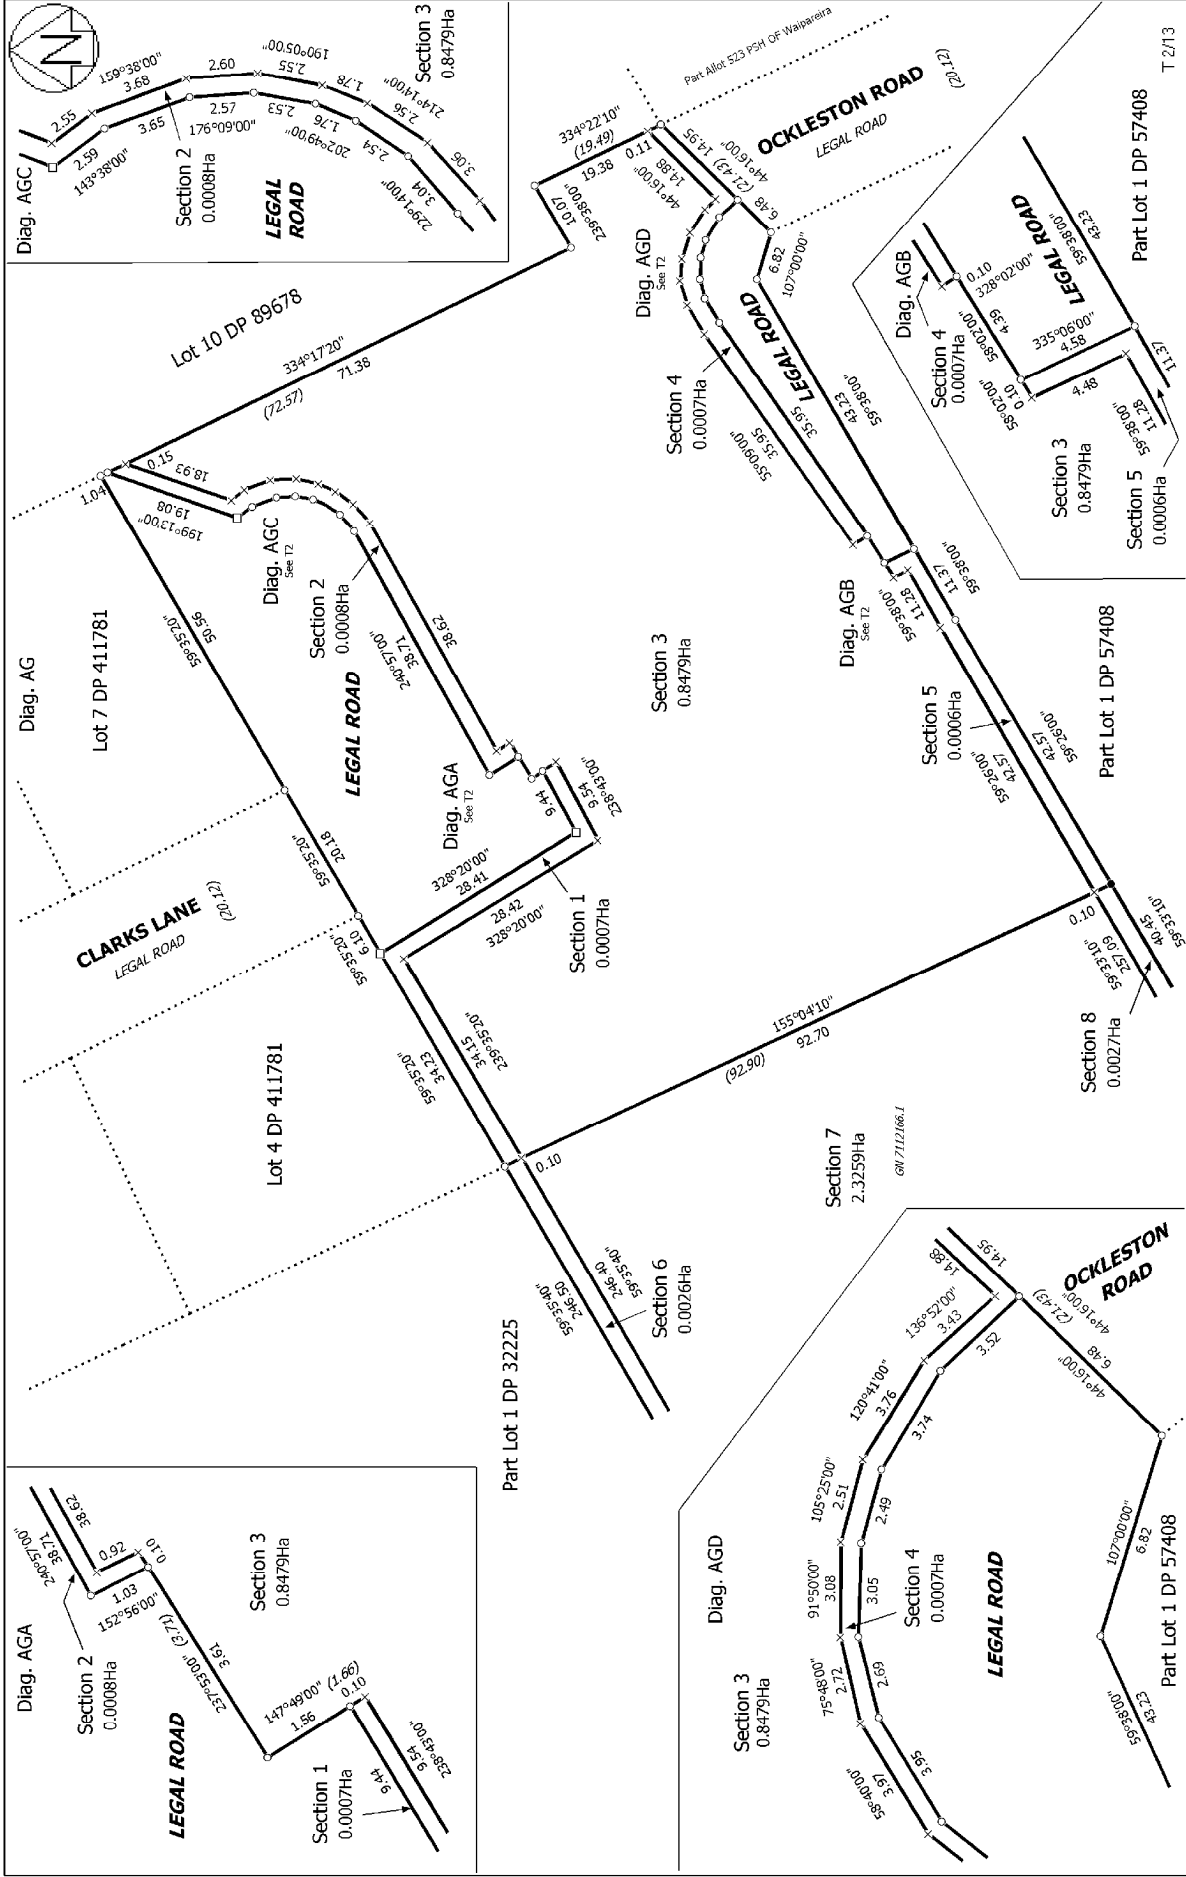 Diag. AGC
2.55
159°38'00"
3.68
2.60
190°05'00"
2.55
1.78
214°14'00"
2.56
3.06
Section 3
0.8479Ha
2.59
143°38'00"
3.65
2.57
176°09'00"
2.53
202°49'00"
1.76
2.54
229°14'00"
3.04
Section 2
0.0008Ha
LEGAL
ROAD
N
Diag. AG
Lot 7 DP 411781
Lot 10 DP 89678
1.04
0.15
18.93
19.08
199°13'00"
59°35'20"
50.56
334°17'20"
(72.57)
71.38
10.07
239°38'00"
334°22'10"
(19.49)
19.38
0.11
14.88
44°16'00"
14.95
(21.43)
44°16'00"
6.48
6.82
107°00'00"
Part Allot 523 PSH OF Waipareira
OCKLESTON ROAD
LEGAL ROAD
(20.12)
Diag. AGC
See T2
Section 2
0.0008Ha
LEGAL ROAD
240°57'00"
38.71
38.62
Diag. AGD
See T2
Section 4
0.0007Ha
LEGAL ROAD
55°09'00"
35.95
35.95
43.23
59°38'00"
CLARKS LANE
LEGAL ROAD
(20.12)
59°35'20"
20.18
59°35'20"
6.10
Diag. AGA
See T2
328°20'00"
28.41
28.42
328°20'00"
9.44
9.54
238°43'00"
Section 1
0.0007Ha
Section 3
0.8479Ha
Diag. AGB
See T2
59°38'00"
11.28
11.37
59°38'00"
Section 5
0.0006Ha
59°26'00"
42.57
42.57
59°26'00"
Part Lot 1 DP 57408
Lot 4 DP 411781
59°35'20"
34.23
34.15
239°35'20"
0.10
155°04'10"
(92.90)
92.70
0.10
59°33'10"
257.09
40.45
59°33'10"
Section 8
0.0027Ha
Section 7
2.3259Ha
GN 7112166.1
Part Lot 1 DP 32225
59°35'40"
246.50
246.40
59°35'40"
Section 6
0.0026Ha
Diag. AGB
Section 4
0.0007Ha
0.10
328°02'00"
4.39
58°02'00"
0.10
58°02'00"
335°06'00"
4.58
4.48
LEGAL ROAD
43.23
59°38'00"
11.37
11.28
59°38'00"
Section 3
0.8479Ha
Section 5
0.0006Ha
Part Lot 1 DP 57408
T 2/13
Diag. AGA
Section 2
0.0008Ha
240°57'00"
38.71
38.62
0.92
0.10
1.03
152°56'00"
3.61
237°53'00" (3.71)
147°49'00" (1.66)
1.56
0.10
9.44
9.54
238°43'00"
LEGAL ROAD
Section 1
0.0007Ha
Section 3
0.8479Ha
Diag. AGD
Section 3
0.8479Ha
58°40'00"
3.97
3.95
75°48'00"
2.72
2.69
91°50'00"
3.08
3.05
105°25'00"
2.51
2.49
120°41'00"
3.76
3.74
136°52'00"
3.43
3.52
14.88
14.95
Section 4
0.0007Ha
LEGAL ROAD
OCKLESTON
ROAD
(21.43)
44°16'00"
6.48
44°16'00"
107°00'00"
6.82
59°38'00"
43.23
Part Lot 1 DP 57408